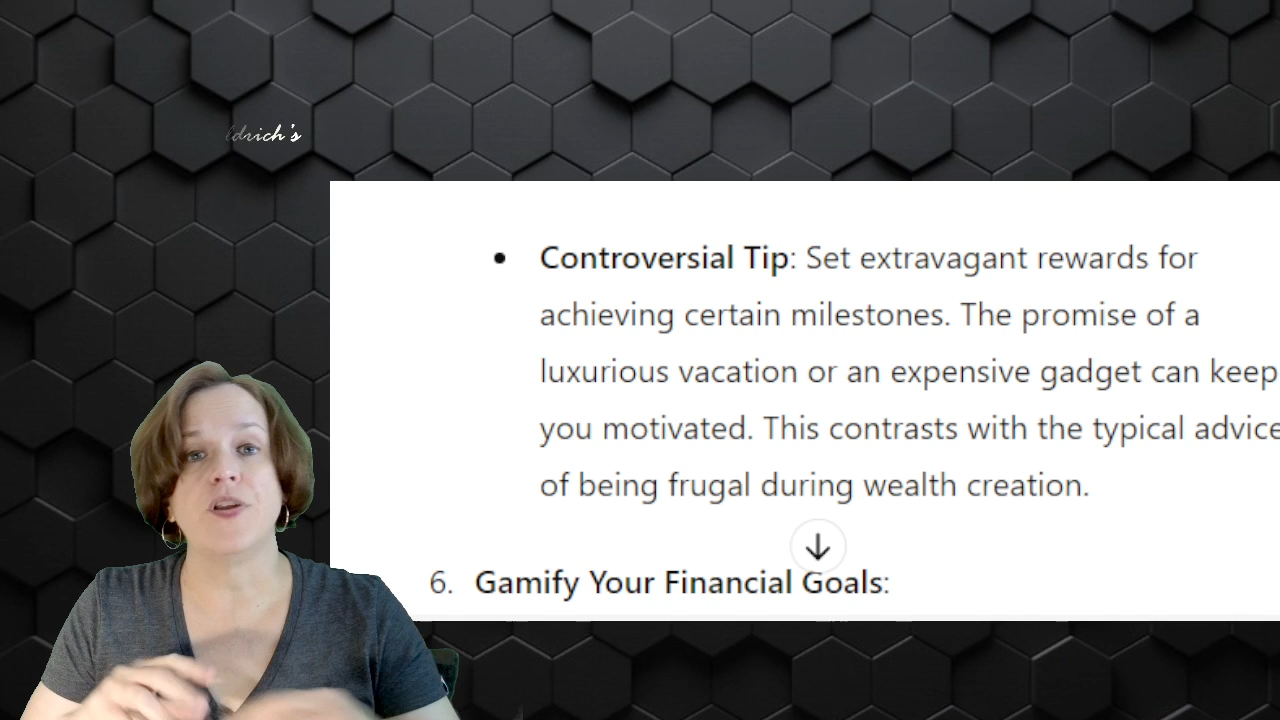 ldrich's
Controversial Tip: Set extravagant rewards for
achieving certain milestones. The promise of a
luxurious vacation or an expensive gadget can keep
you motivated. This contrasts with the typical advice
of being frugal during wealth creation.
6. Gamify Your Financial Goals: